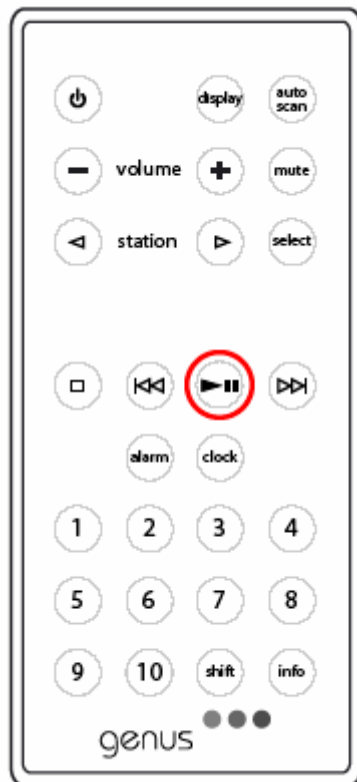 display auto
scan
volume mute
station select
alarm clock
1 2 3 4
5 6 7 8
9 10 shift info
genus